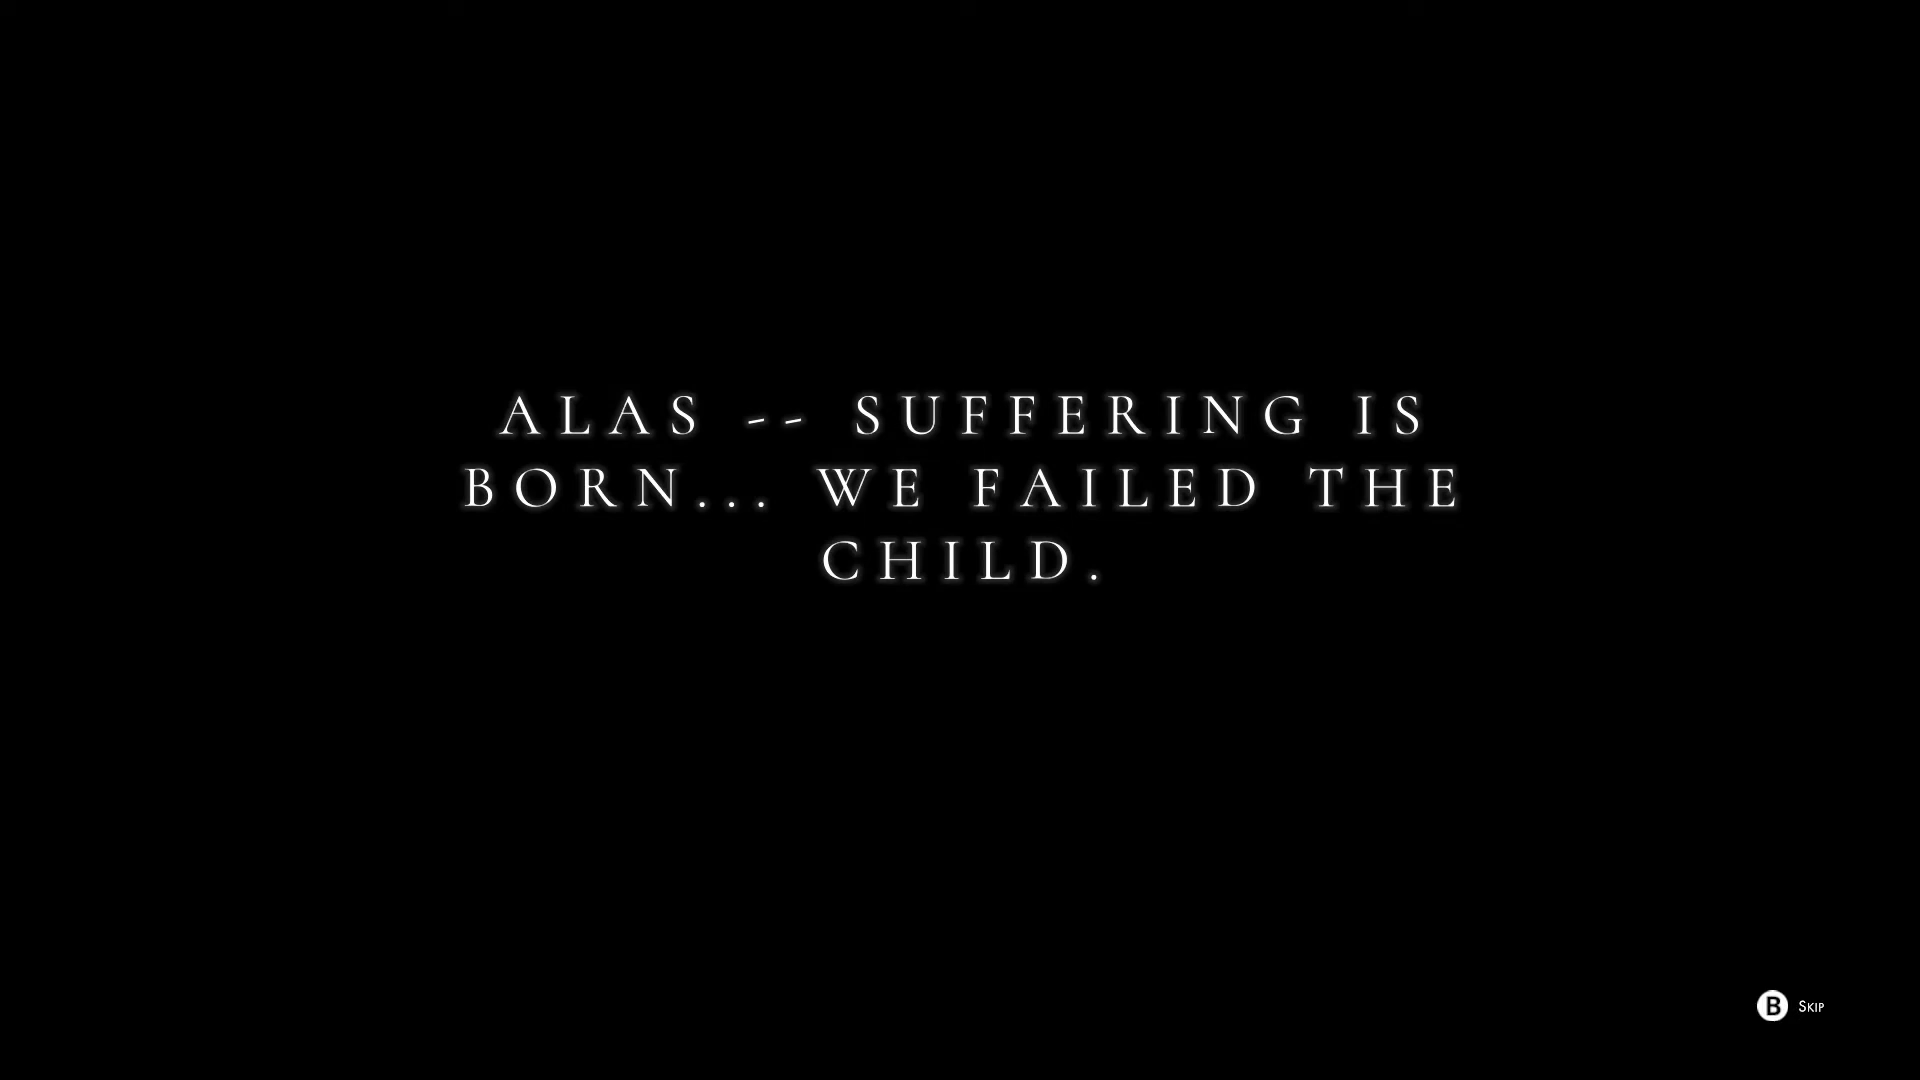 ALAS -- SUFFERING IS
BORN... WE FAILED THE
CHILD.
B SKIP